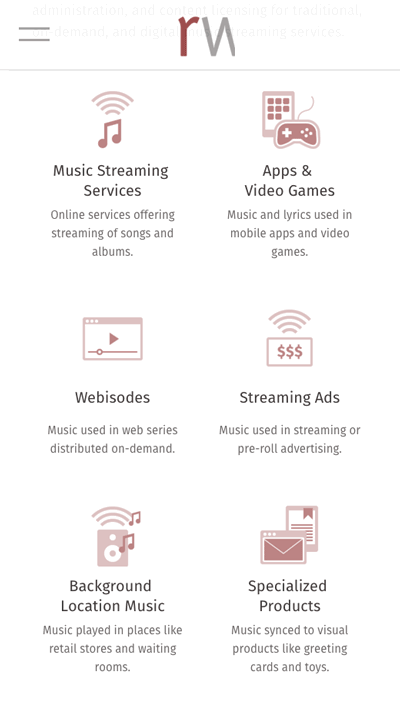 administration, and content licensing for traditional,
on-demand, and digital streaming services.
rw
Music Streaming
Services
Online services offering
streaming of songs and
albums.
Apps &
Video Games
Music and lyrics used in
mobile apps and video
games.
Webisodes
Music used in web series
distributed on-demand.
$$$
Streaming Ads
Music used in streaming or
pre-roll advertising.
Background
Location Music
Music played in places like
retail stores and waiting
rooms.
Specialized
Products
Music synced to visual
products like greeting
cards and toys.